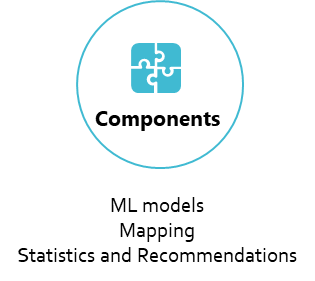 Components
ML models
Mapping
Statistics and Recommendations